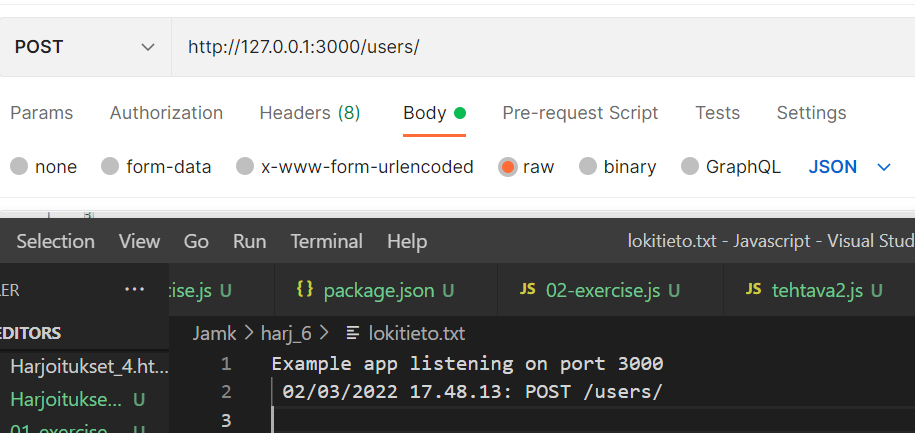 POST http://127.0.0.1:3000/users/
Params Authorization Headers (8) Body Pre-request Script Tests Settings
none form-data x-www-form-urlencoded raw binary GraphQL JSON
Selection View Go Run Terminal Help lokitieto.txt - Javascript - Visual Stud
LER ... cise.js U {} package.json U JS 02-exercise.js U JS tehtava2.js U
EDITORS Jamk > harj_6 > lokitieto.txt
Harjoitukset_4.ht... 1 Example app listening on port 3000
Harjoitukse... U 2 02/03/2022 17.48.13: POST /users/
01-exercise 3